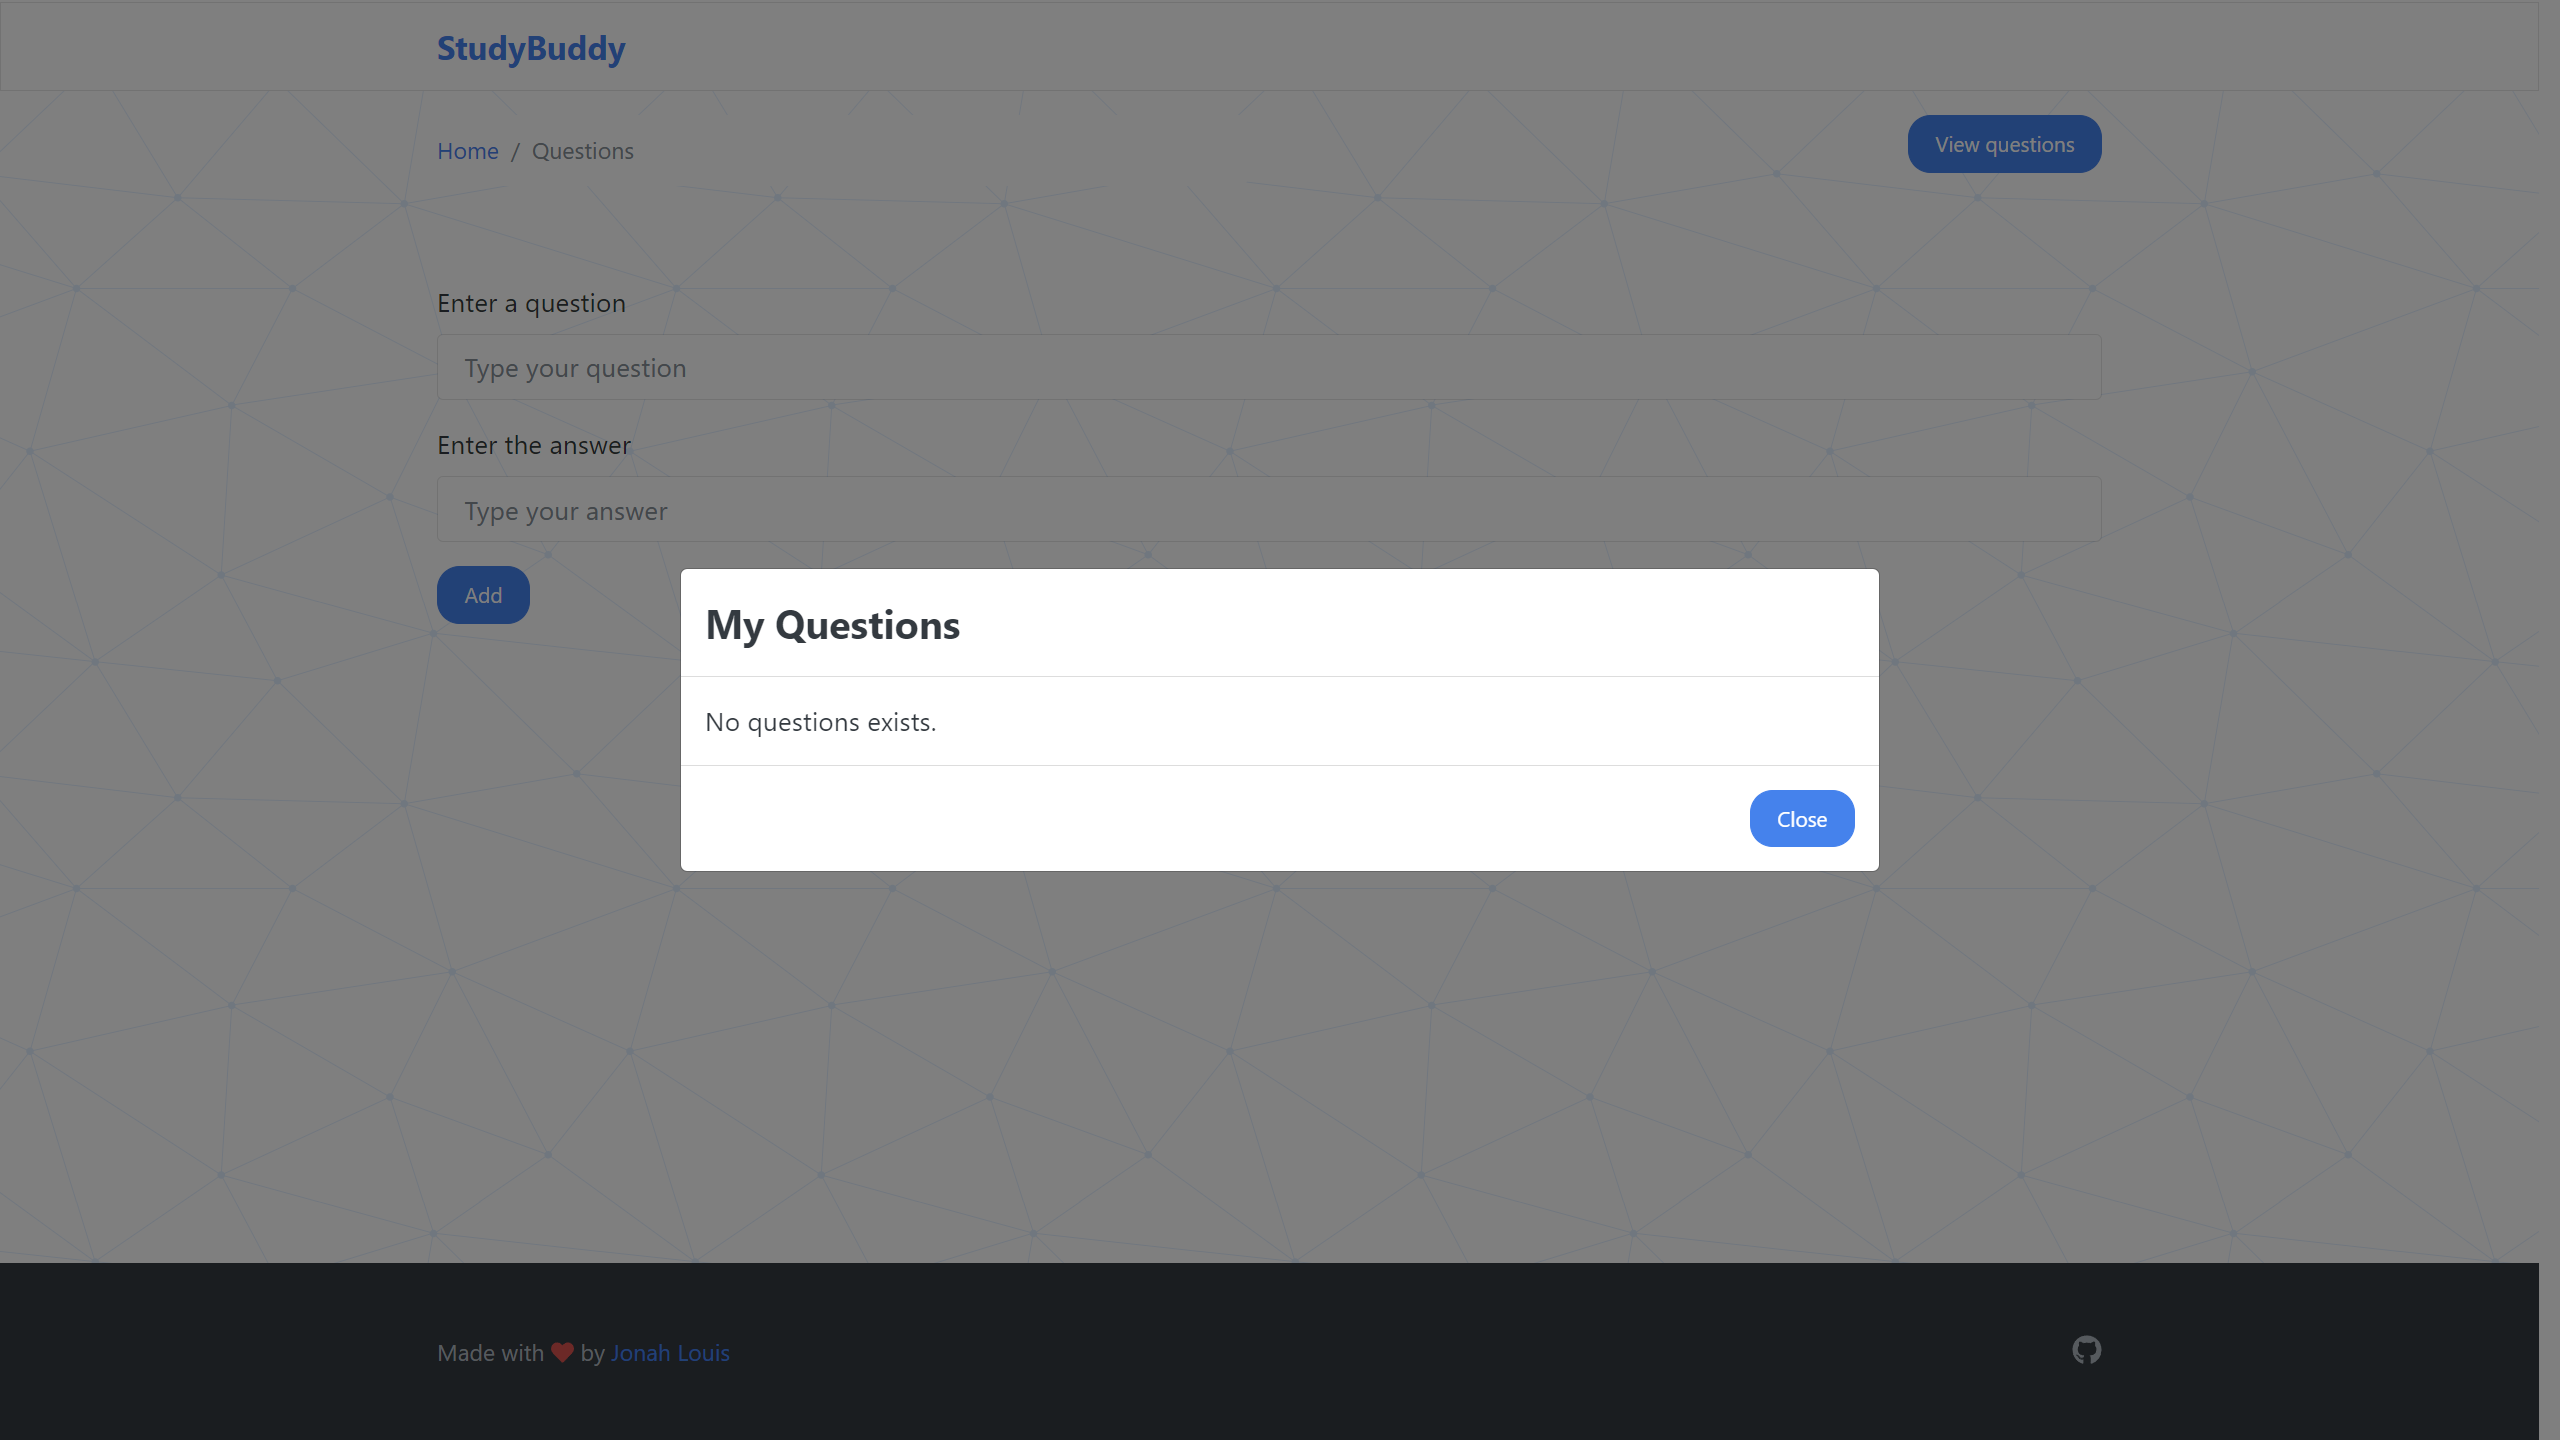 StudyBuddy
Home / Questions
View questions
Enter a question
Type your question
Enter the answer
Type your answer
Add
My Questions
No questions exists.
Close
Made with ❤ by Jonah Louis